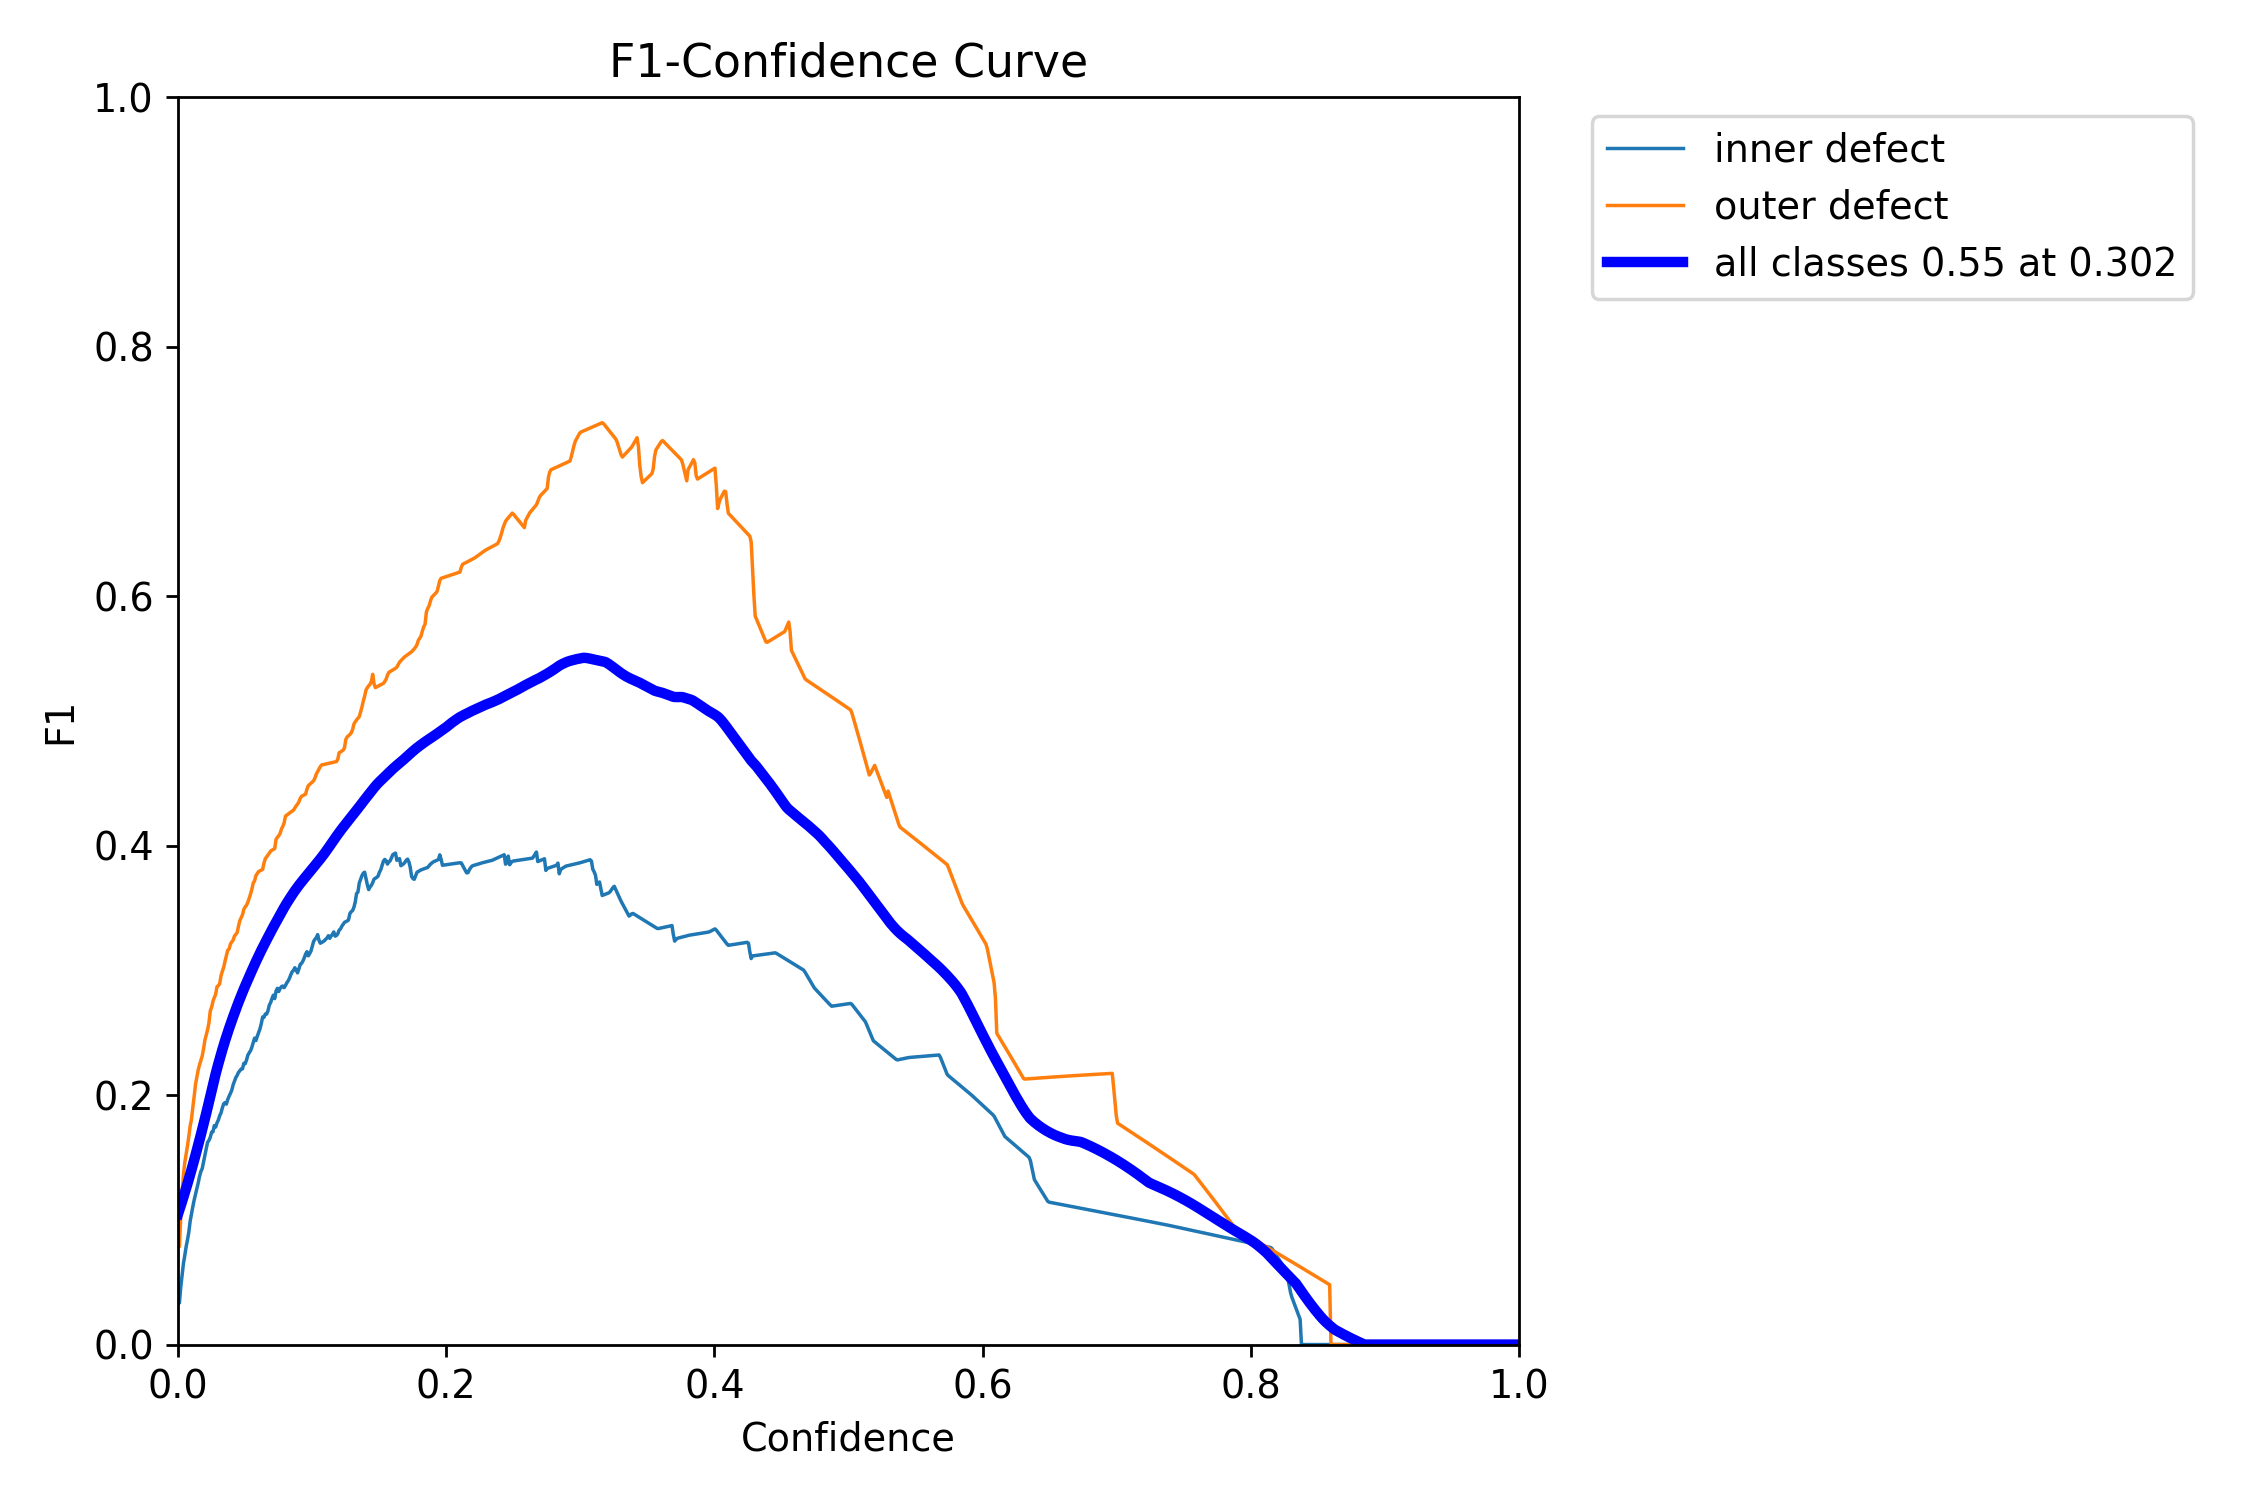 F1-Confidence Curve
1.0
0.8
0.6
0.4
0.2
0.0
F1
0.0 0.2 0.4 0.6 0.8 1.0
Confidence
inner defect
outer defect
all classes 0.55 at 0.302